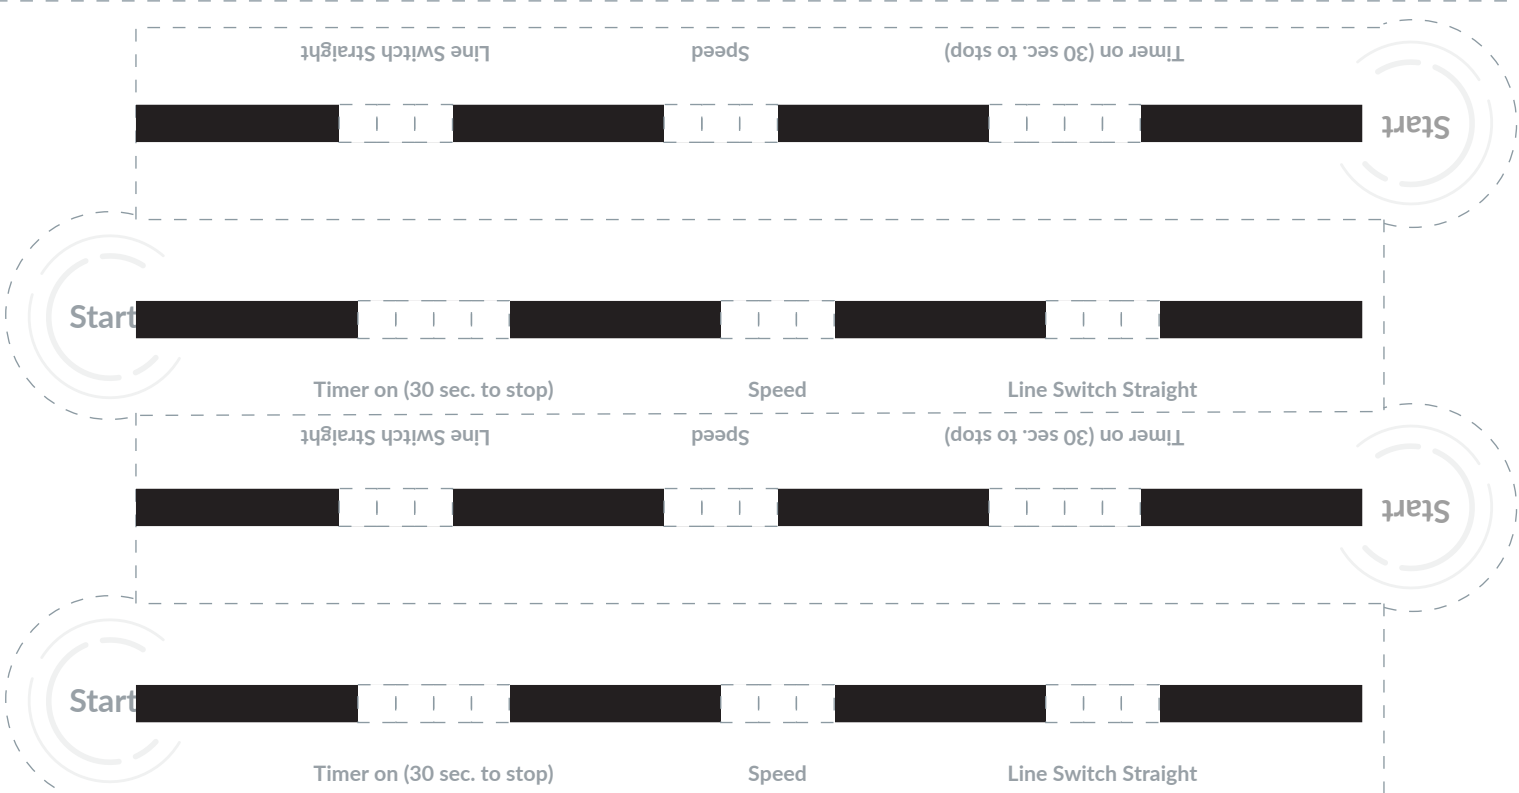 Line Switch Straight Speed Timer on (30 sec. to stop)
Start
Start
Timer on (30 sec. to stop) Speed Line Switch Straight
Line Switch Straight Speed Timer on (30 sec. to stop)
Start
Start
Timer on (30 sec. to stop) Speed Line Switch Straight